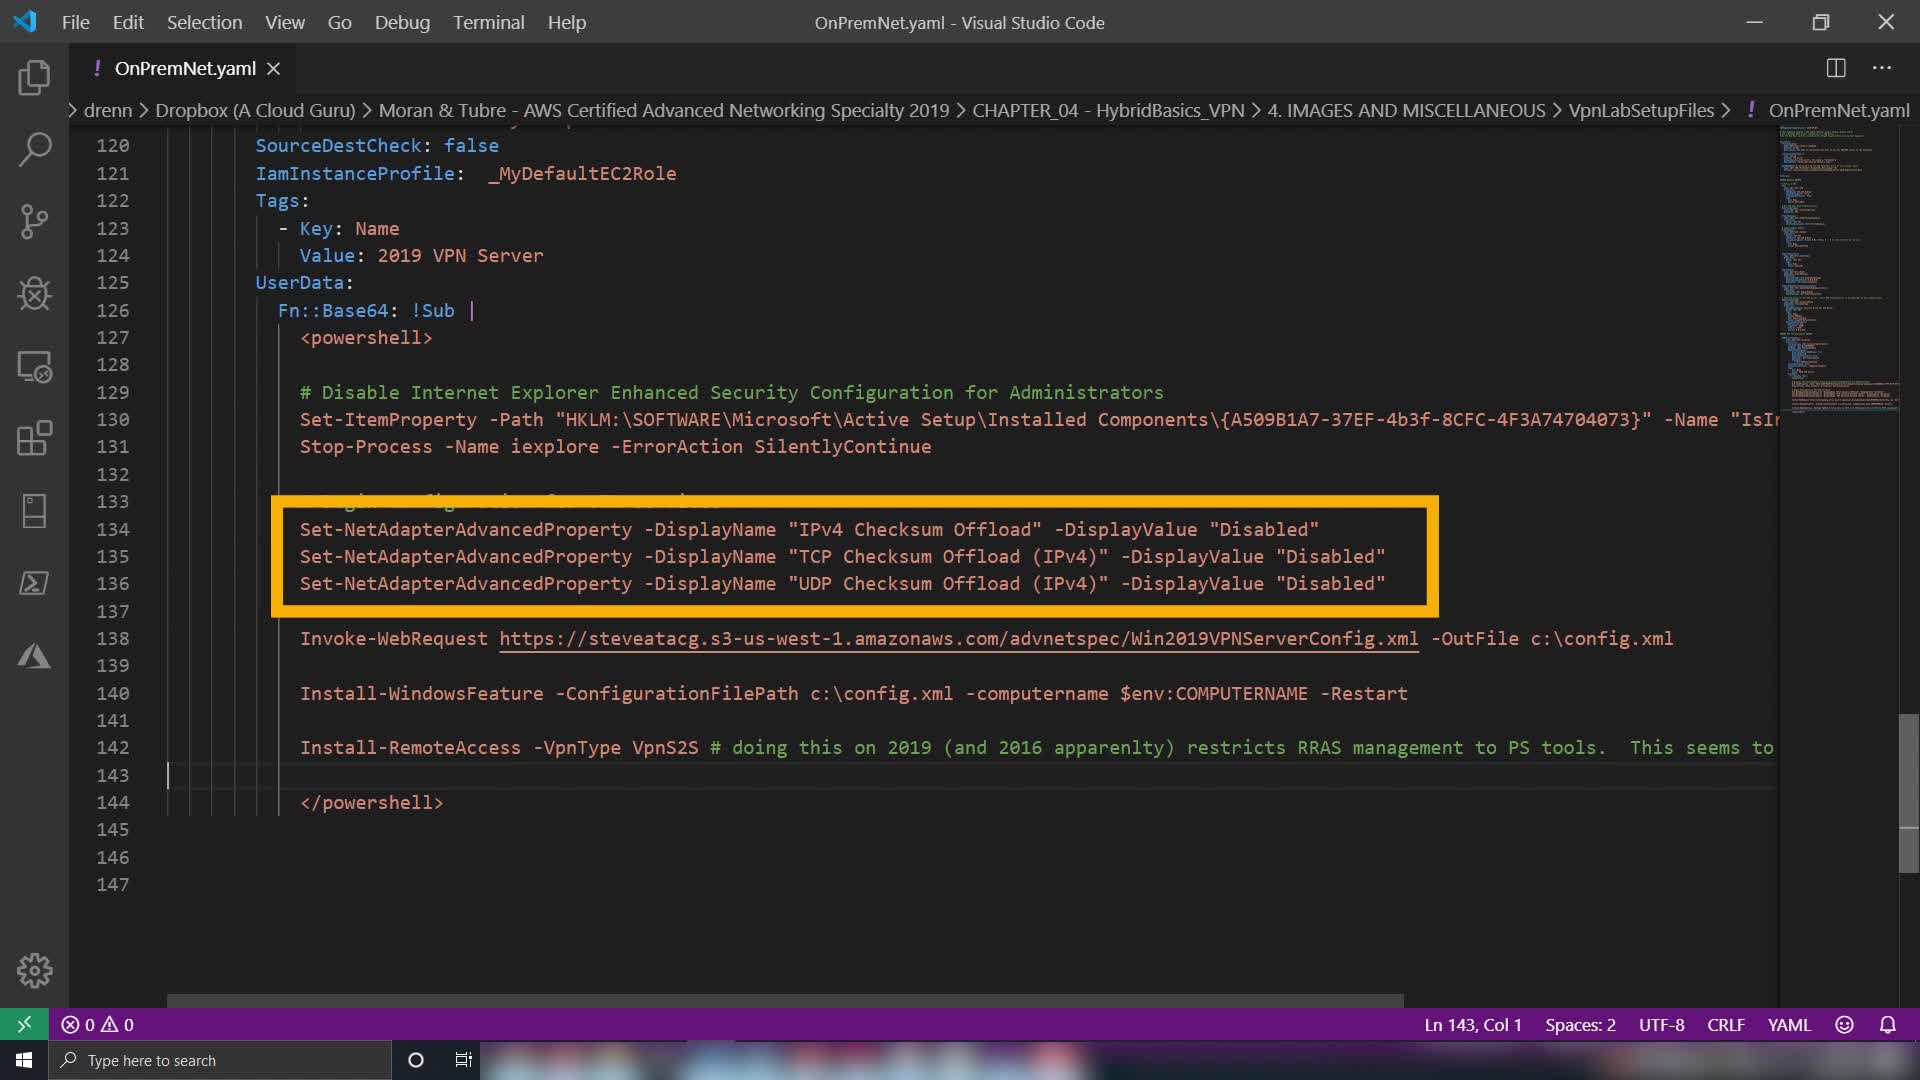 File Edit Selection View Go Debug Terminal Help
OnPremNet.yaml - Visual Studio Code
! OnPremNet.yaml
> drenn > Dropbox (A Cloud Guru) > Moran & Tubre - AWS Certified Advanced Networking Specialty 2019 > CHAPTER_04 - HybridBasics_VPN > 4. IMAGES AND MISCELLANEOUS > VpnLabSetupFiles > ! OnPremNet.yaml
120 SourceDestCheck: false
121 IamInstanceProfile: _MyDefaultEC2Role
122 Tags:
123 - Key: Name
124 Value: 2019 VPN Server
125 UserData:
126 Fn::Base64: !Sub |
127 <powershell>
128
129 # Disable Internet Explorer Enhanced Security Configuration for Administrators
130 Set-ItemProperty -Path "HKLM:\SOFTWARE\Microsoft\Active Setup\Installed Components\{A509B1A7-37EF-4b3f-8CFC-4F3A74704073}" -Name "IsIn
131 Stop-Process -Name iexplore -ErrorAction SilentlyContinue
132
133
134 Set-NetAdapterAdvancedProperty -DisplayName "IPv4 Checksum Offload" -DisplayValue "Disabled"
135 Set-NetAdapterAdvancedProperty -DisplayName "TCP Checksum Offload (IPv4)" -DisplayValue "Disabled"
136 Set-NetAdapterAdvancedProperty -DisplayName "UDP Checksum Offload (IPv4)" -DisplayValue "Disabled"
137
138 Invoke-WebRequest https://steveatacg.s3-us-west-1.amazonaws.com/advnetspec/Win2019VPNServerConfig.xml -OutFile c:\config.xml
139
140 Install-WindowsFeature -ConfigurationFilePath c:\config.xml -computername $env:COMPUTERNAME -Restart
141
142 Install-RemoteAccess -VpnType VpnS2S # doing this on 2019 (and 2016 apparenlty) restricts RRAS management to PS tools.  This seems to
143
144 </powershell>
145
146
147
0 0
Ln 143, Col 1 Spaces: 2 UTF-8 CRLF YAML
Type here to search